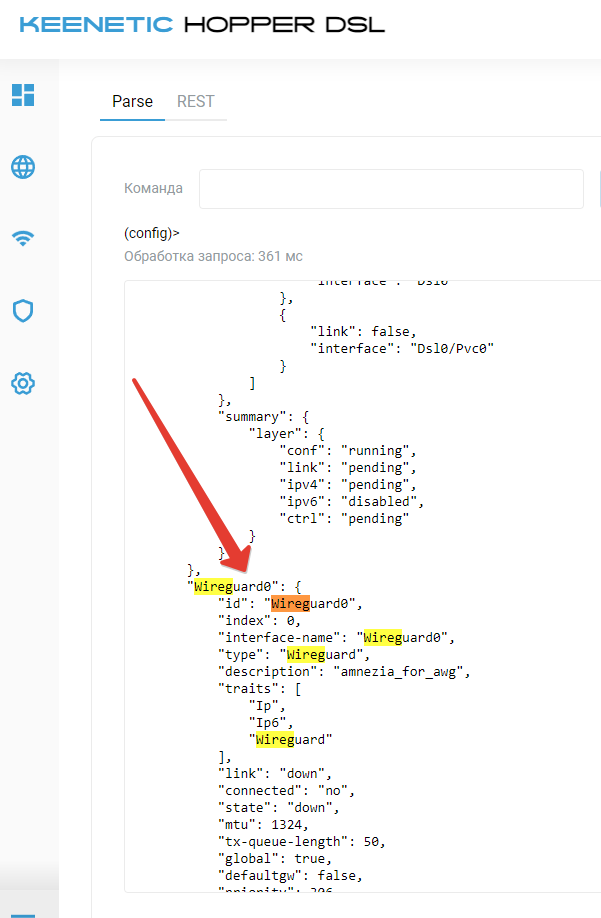 KEENETIC HOPPER DSL
Parse REST
Команда
(config)>
Обработка запроса: 361 мс
"interface": "Dsl0"
},
{
"link": false,
"interface": "Dsl0/Pvc0"
}
]
},
"summary": {
"layer": {
"conf": "running",
"link": "pending",
"ipv4": "pending",
"ipv6": "disabled",
"ctrl": "pending"
}
}
},
"Wireguard0": {
"id": "Wireguard0",
"index": 0,
"interface-name": "Wireguard0",
"type": "Wireguard",
"description": "amnezia_for_awg",
"traits": [
"Ip",
"Ip6",
"Wireguard"
],
"link": "down",
"connected": "no",
"state": "down",
"mtu": 1324,
"tx-queue-length": 50,
"global": true,
"defaultgw": false,